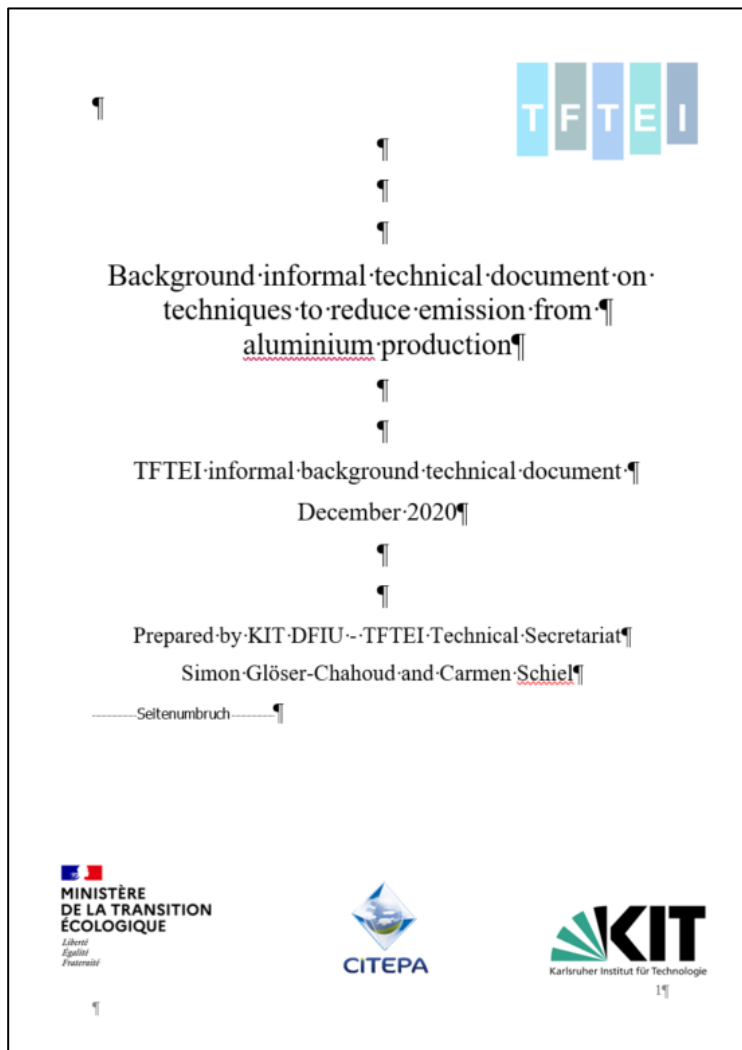 TFTEI
Background informal technical document on
techniques to reduce emission from
aluminium production
TFTEI informal background technical document
December 2020
Prepared by KIT DFIU - TFTEI Technical Secretariat
Simon Glöser-Chahoud and Carmen Schiel
Seitenumbruch
MINISTÈRE
DE LA TRANSITION
ÉCOLOGIQUE
Liberté
Égalité
Fraternité
CITEPA
KIT
Karlsruher Institut für Technologie
1